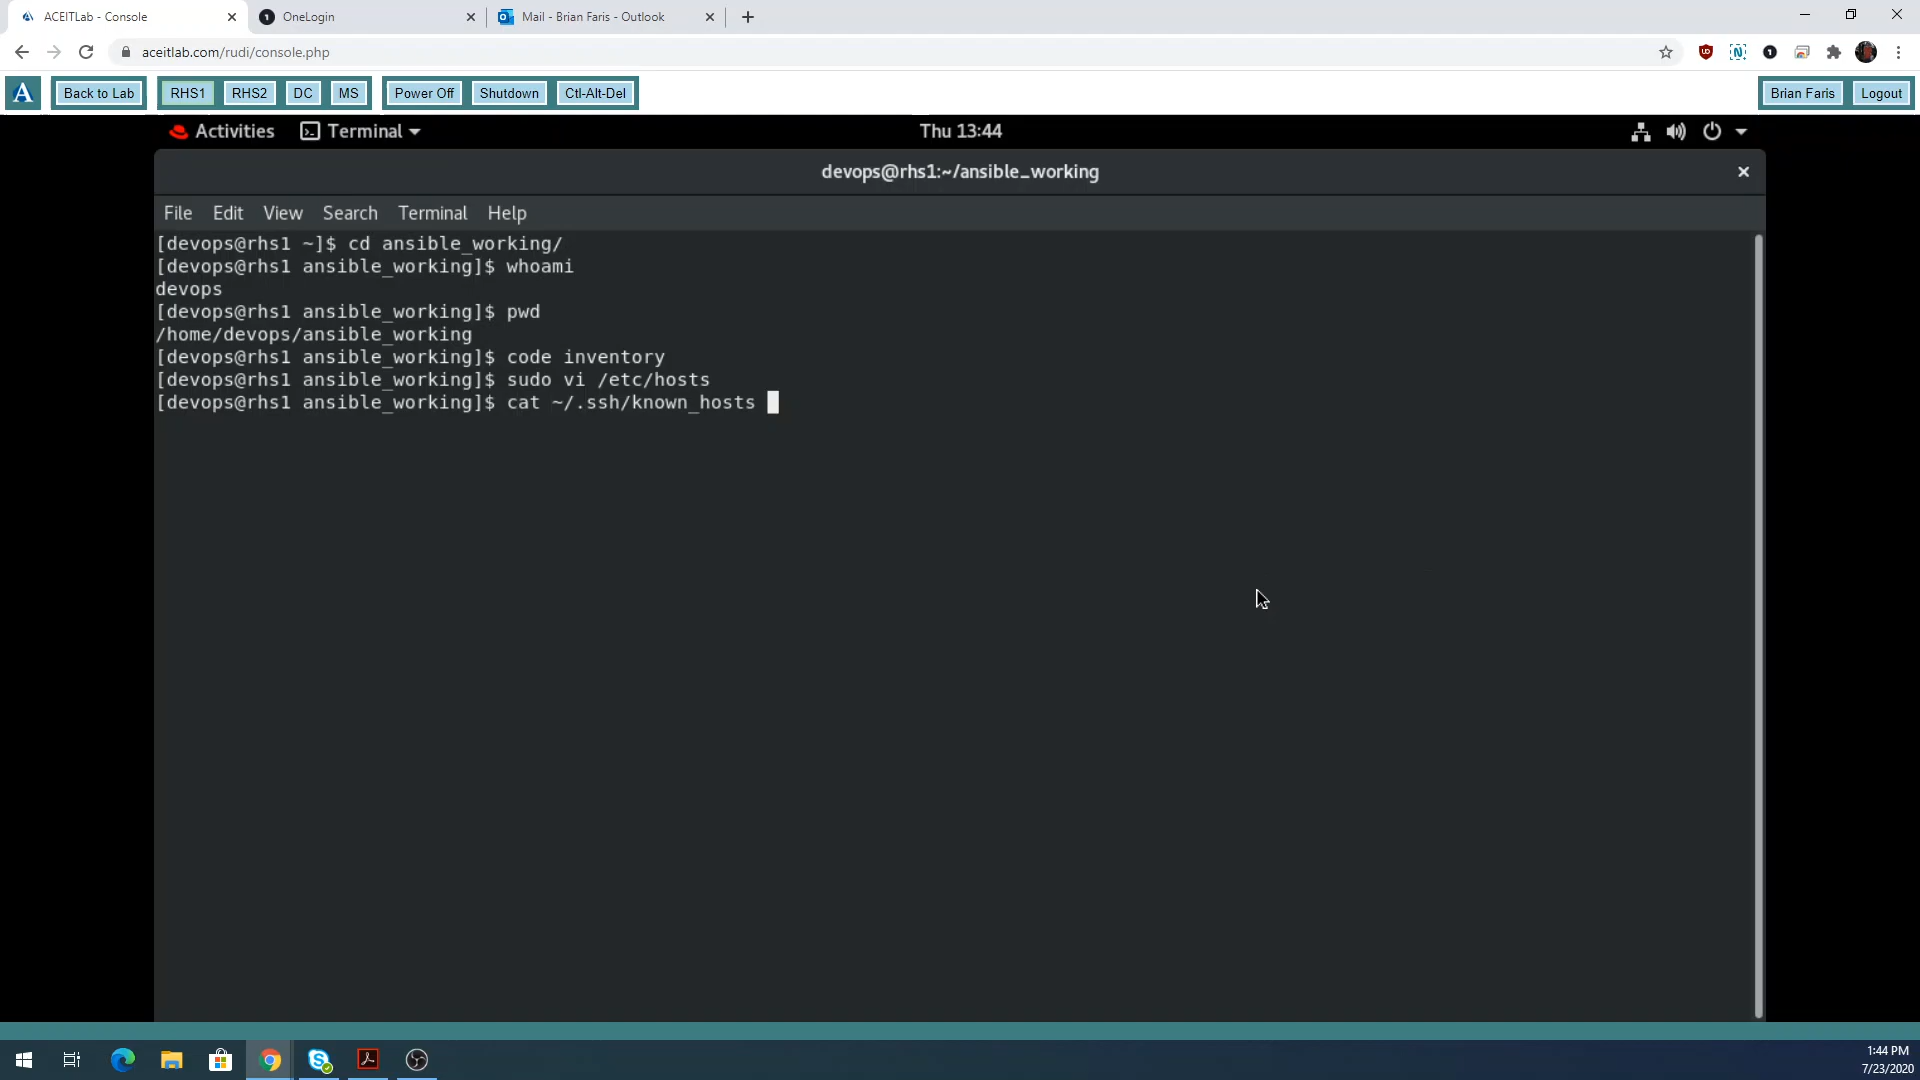 ACEITLab - Console
OneLogin
Mail - Brian Faris - Outlook
aceitlab.com/rudi/console.php
Back to Lab
RHS1
RHS2
DC
MS
Power Off
Shutdown
Ctl-Alt-Del
Brian Faris
Logout
Activities
Terminal
Thu 13:44
devops@rhs1:~/ansible_working
File Edit View Search Terminal Help
[devops@rhs1 ~]$ cd ansible_working/
[devops@rhs1 ansible_working]$ whoami
devops
[devops@rhs1 ansible_working]$ pwd
/home/devops/ansible_working
[devops@rhs1 ansible_working]$ code inventory
[devops@rhs1 ansible_working]$ sudo vi /etc/hosts
[devops@rhs1 ansible_working]$ cat ~/.ssh/known_hosts
1:44 PM
7/23/2020